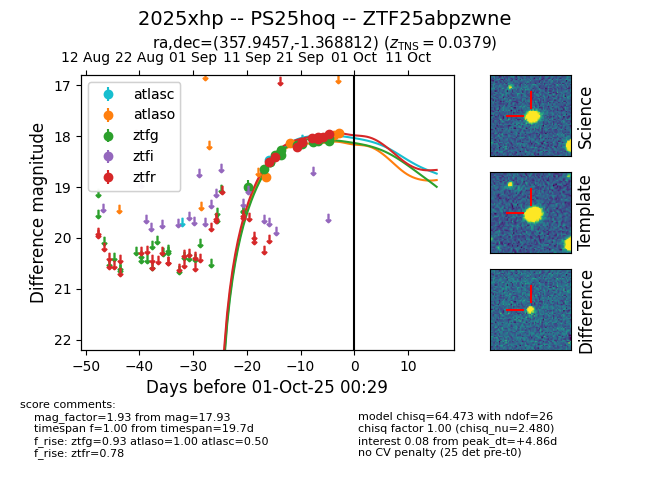 2025xhp -- PS25hoq -- ZTF25abpzwne
ra,dec=(357.9457,-1.368812) (zTNS = 0.0379)
12 Aug 22 Aug 01 Sep 11 Sep 21 Sep 01 Oct 11 Oct
17
18
19
20
21
22
Difference magnitude
atlasc
atlaso
ztfg
ztfi
ztfr
−50 −40 −30 −20 −10 0 10
Days before 01-Oct-25 00:29
Science
Template
Difference
score comments:
mag_factor=1.93 from mag=17.93
timespan f=1.00 from timespan=19.7d
f_rise: ztfg=0.93 atlaso=1.00 atlasc=0.50
f_rise: ztfr=0.78
model chisq=64.473 with ndof=26
chisq factor 1.00 (chisq_nu=2.480)
interest 0.08 from peak_dt=+4.86d
no CV penalty (25 det pre-t0)